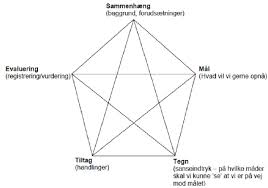 Sammenhæng
(baggrund, forudsætninger)
Evaluering
(registrering/vurdering)
Mål
(Hvad vil vi gerne opnå)
Tiltag
(handlinger)
Tegn
(sanseindtryk – på hvilke måder
skal vi kunne 'se' at vi er på vej
mod målet)